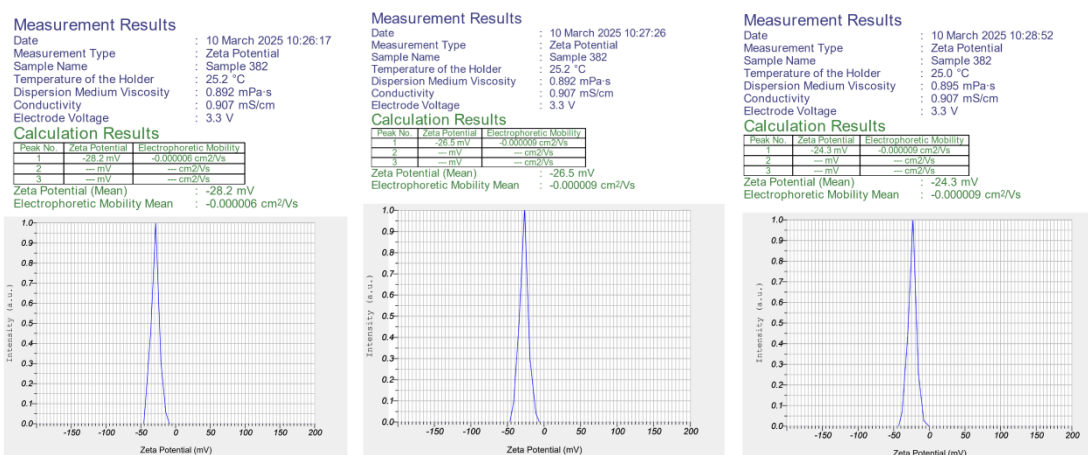 Measurement Results
Date : 10 March 2025 10:26:17
Measurement Type : Zeta Potential
Sample Name : Sample 382
Temperature of the Holder : 25.2 °C
Dispersion Medium Viscosity : 0.892 mPa·s
Conductivity : 0.907 mS/cm
Electrode Voltage : 3.3 V
Calculation Results
Peak No. Zeta Potential Electrophoretic Mobility
1 -28.2 mV -0.000006 cm2/Vs
2 --- mV --- cm2/Vs
3 --- mV --- cm2/Vs
Zeta Potential (Mean) : -28.2 mV
Electrophoretic Mobility Mean : -0.000006 cm2/Vs
1.0
0.9
0.8
0.7
0.6
0.5
0.4
0.3
0.2
0.1
0.0
Intensity (a.u.)
-150 -100 -50 0 50 100 150 200
Zeta Potential (mV)
Measurement Results
Date : 10 March 2025 10:27:26
Measurement Type : Zeta Potential
Sample Name : Sample 382
Temperature of the Holder : 25.2 °C
Dispersion Medium Viscosity : 0.892 mPa·s
Conductivity : 0.907 mS/cm
Electrode Voltage : 3.3 V
Calculation Results
Peak No. Zeta Potential Electrophoretic Mobility
1 -26.5 mV -0.000009 cm2/Vs
2 --- mV --- cm2/Vs
3 --- mV --- cm2/Vs
Zeta Potential (Mean) : -26.5 mV
Electrophoretic Mobility Mean : -0.000009 cm2/Vs
1.0
0.9
0.8
0.7
0.6
0.5
0.4
0.3
0.2
0.1
0.0
Intensity (a.u.)
-150 -100 -50 0 50 100 150 200
Zeta Potential (mV)
Measurement Results
Date : 10 March 2025 10:28:52
Measurement Type : Zeta Potential
Sample Name : Sample 382
Temperature of the Holder : 25.0 °C
Dispersion Medium Viscosity : 0.895 mPa·s
Conductivity : 0.907 mS/cm
Electrode Voltage : 3.3 V
Calculation Results
Peak No. Zeta Potential Electrophoretic Mobility
1 -24.3 mV -0.000009 cm2/Vs
2 --- mV --- cm2/Vs
3 --- mV --- cm2/Vs
Zeta Potential (Mean) : -24.3 mV
Electrophoretic Mobility Mean : -0.000009 cm2/Vs
1.0
0.9
0.8
0.7
0.6
0.5
0.4
0.3
0.2
0.1
0.0
Intensity (a.u.)
-150 -100 -50 0 50 100 150 200
Zeta Potential (mV)